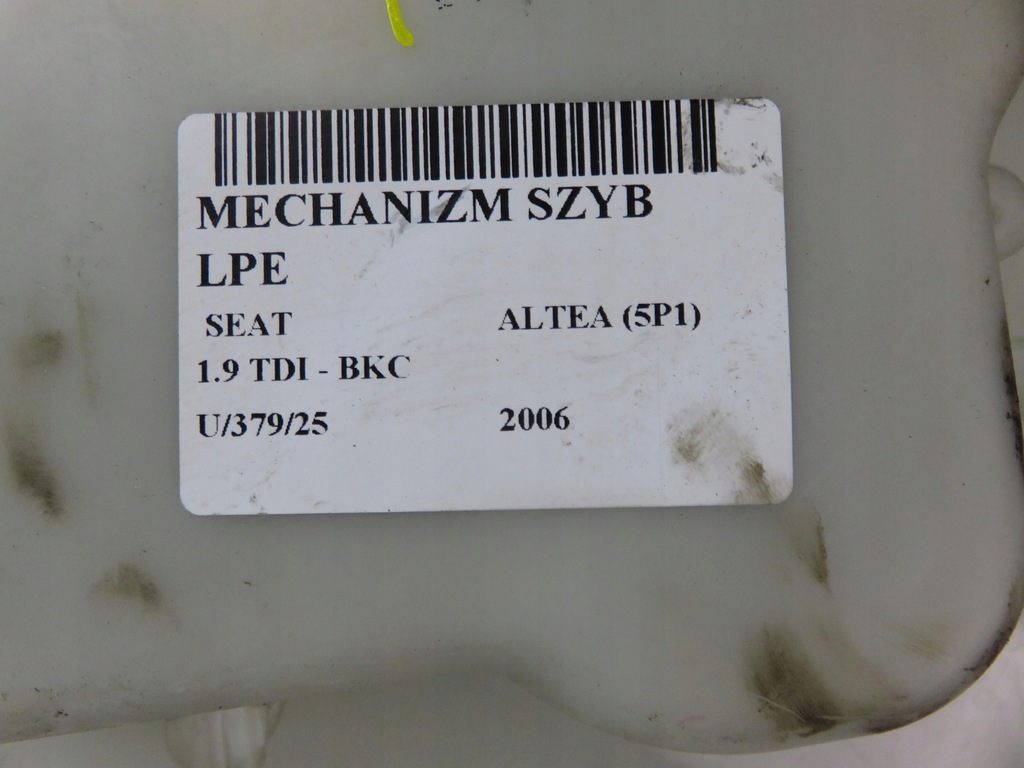 MECHANIZM SZYB
LPE
SEAT ALTEA (5P1)
1.9 TDI - BKC
U/379/25 2006